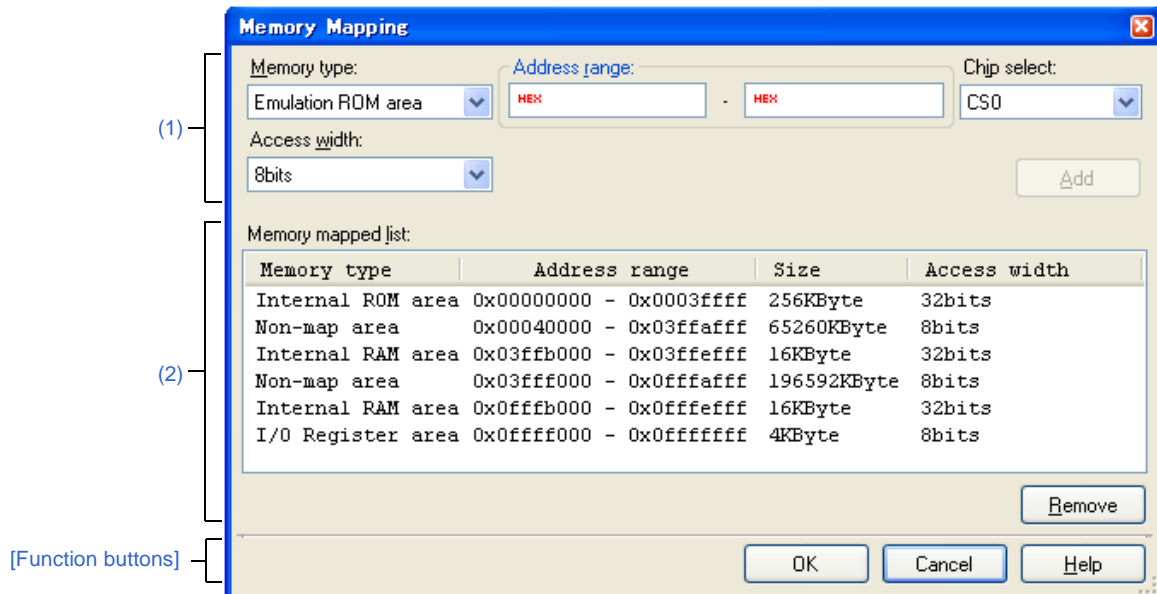 Memory Mapping
Memory type: Address range: Chip select:
Emulation ROM area HEX - HEX CS0
(1)
Access width:
8bits
Add
Memory mapped list:
Memory type Address range Size Access width
Internal ROM area 0x00000000 - 0x0003ffff 256KByte 32bits
Non-map area 0x00040000 - 0x03ffafff 65260KByte 8bits
Internal RAM area 0x03ffb000 - 0x03ffefff 16KByte 32bits
(2)
Non-map area 0x03fff000 - 0x0fffafff 196592KByte 8bits
Internal RAM area 0x0fffb000 - 0x0fffefff 16KByte 32bits
I/O Register area 0x0ffff000 - 0x0fffffff 4KByte 8bits
Remove
[Function buttons]
OK Cancel Help